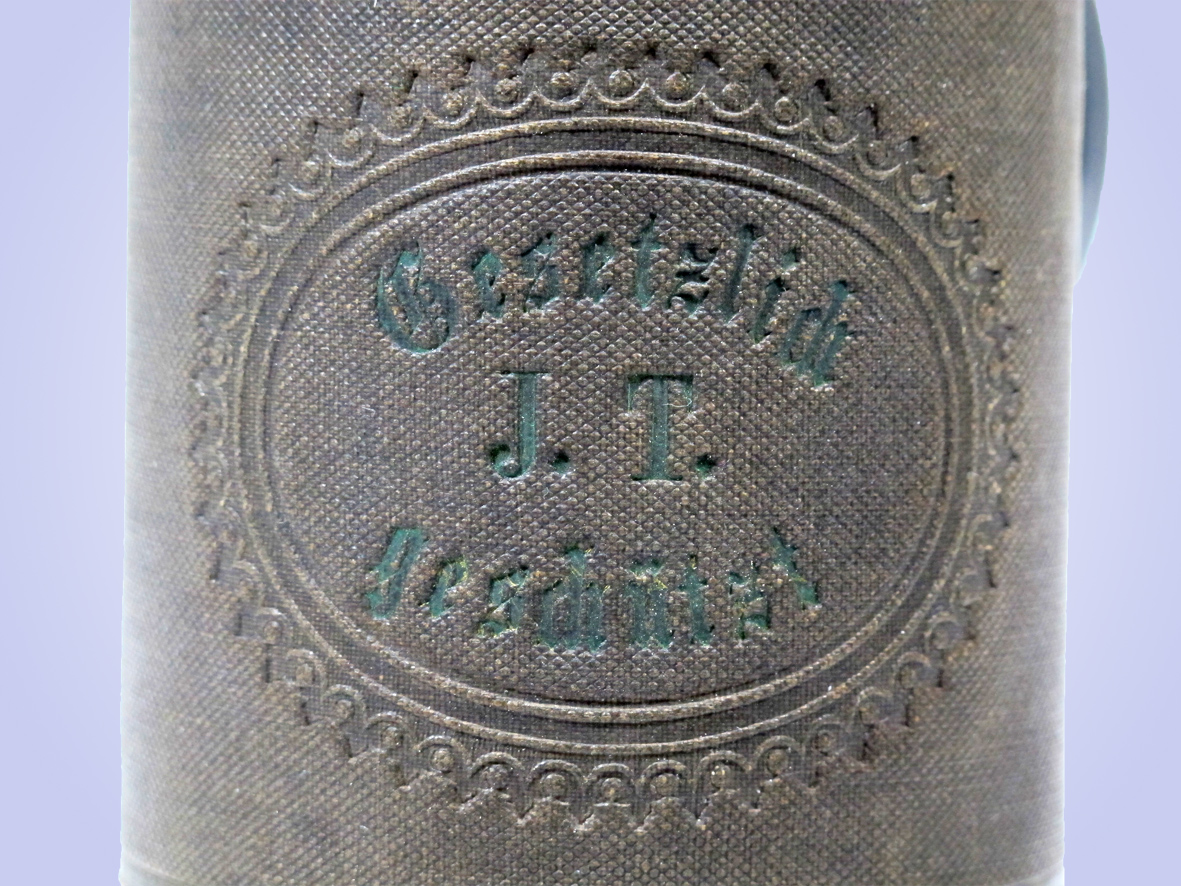 Gesetzlich
J. T.
geschützt